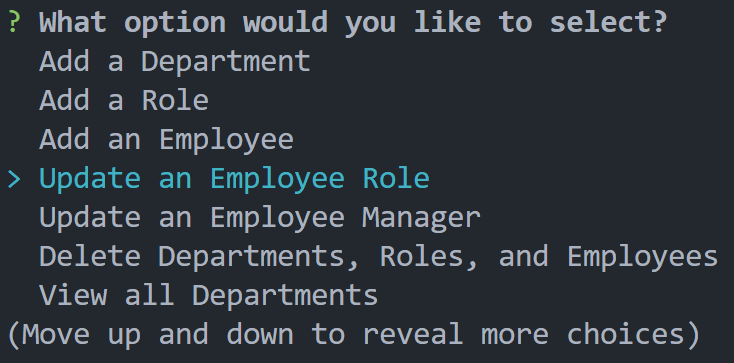 ? What option would you like to select?
Add a Department
Add a Role
Add an Employee
> Update an Employee Role
Update an Employee Manager
Delete Departments, Roles, and Employees
View all Departments
(Move up and down to reveal more choices)